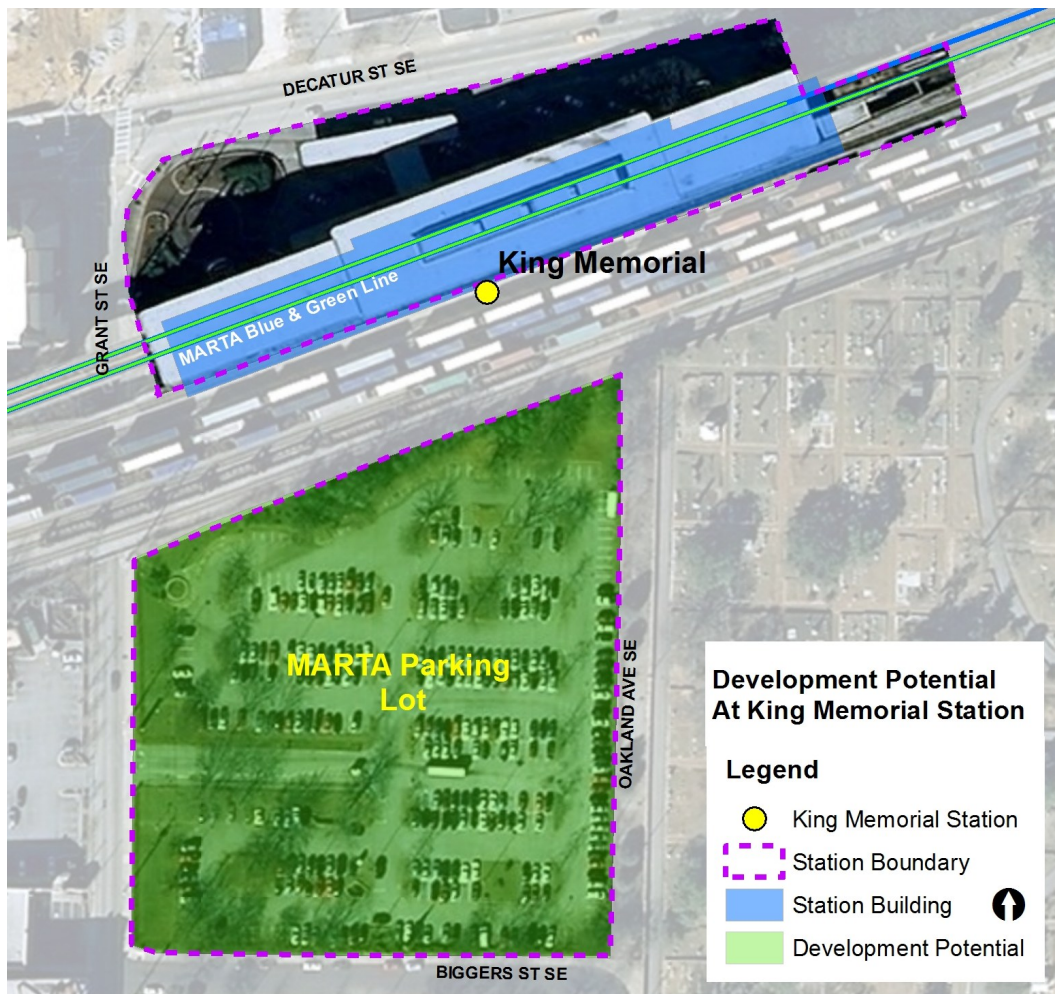 DECATUR ST SE
King Memorial
GRANT ST SE
MARTA Blue & Green Line
MARTA Parking
Lot
OAKLAND AVE SE
BIGGERS ST SE
Development Potential
At King Memorial Station
Legend
King Memorial Station
Station Boundary
Station Building
Development Potential